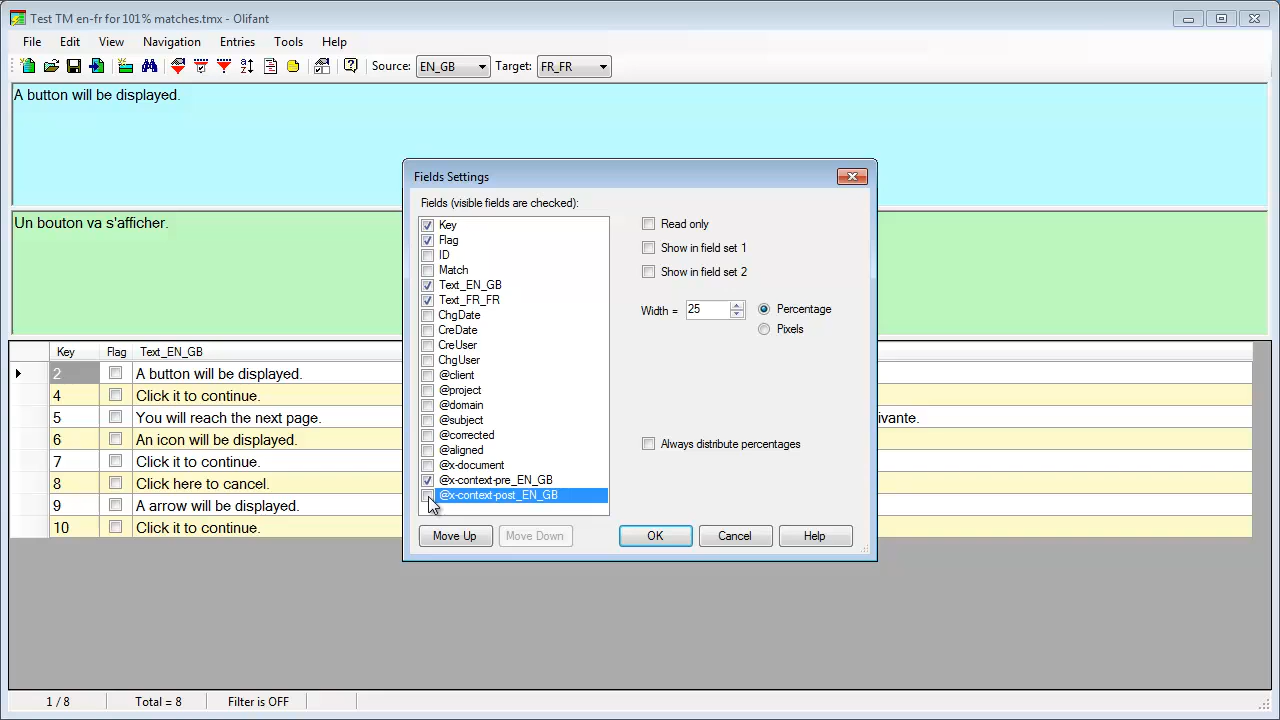 Test TM en-fr for 101% matches.tmx - Olifant
File Edit View Navigation Entries Tools Help
Source: EN_GB Target: FR_FR
A button will be displayed.
Un bouton va s'afficher.
Fields Settings
Fields (visible fields are checked):
Key
Flag
ID
Match
Text_EN_GB
Text_FR_FR
ChgDate
CreDate
CreUser
ChgUser
@client
@project
@domain
@subject
@corrected
@aligned
@x-document
@x-context-pre_EN_GB
@x-context-post_EN_GB
Read only
Show in field set 1
Show in field set 2
Width = 25 Percentage
Pixels
Always distribute percentages
Move Up Move Down OK Cancel Help
Key Flag Text_EN_GB
2 A button will be displayed.
4 Click it to continue.
5 You will reach the next page. ivante.
6 An icon will be displayed.
7 Click it to continue.
8 Click here to cancel.
9 A arrow will be displayed.
10 Click it to continue.
1 / 8 Total = 8 Filter is OFF